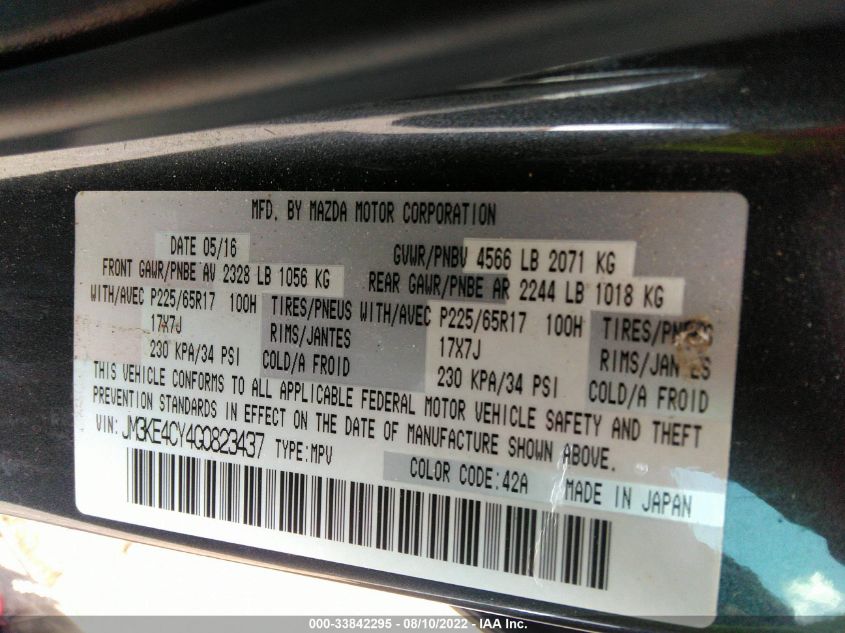 MFD. BY MAZDA MOTOR CORPORATION
DATE 05/16
GVWR/PNBV 4566 LB 2071 KG
FRONT GAWR/PNBE AV 2328 LB 1056 KG
REAR GAWR/PNBE AR 2244 LB 1018 KG
WITH/AVEC P225/65R17 100H TIRES/PNEUS WITH/AVEC P225/65R17 100H TIRES/PNEUS
17X7J RIMS/JANTES 17X7J RIMS/JANTES
230 KPA/34 PSI COLD/A FROID 230 KPA/34 PSI COLD/A FROID
THIS VEHICLE CONFORMS TO ALL APPLICABLE FEDERAL MOTOR VEHICLE SAFETY AND THEFT
PREVENTION STANDARDS IN EFFECT ON THE DATE OF MANUFACTURE SHOWN ABOVE.
VIN: JM3KE4CY4G0823437 TYPE:MPV
COLOR CODE:42A MADE IN JAPAN
000-33842295 - 08/10/2022 - IAA Inc.